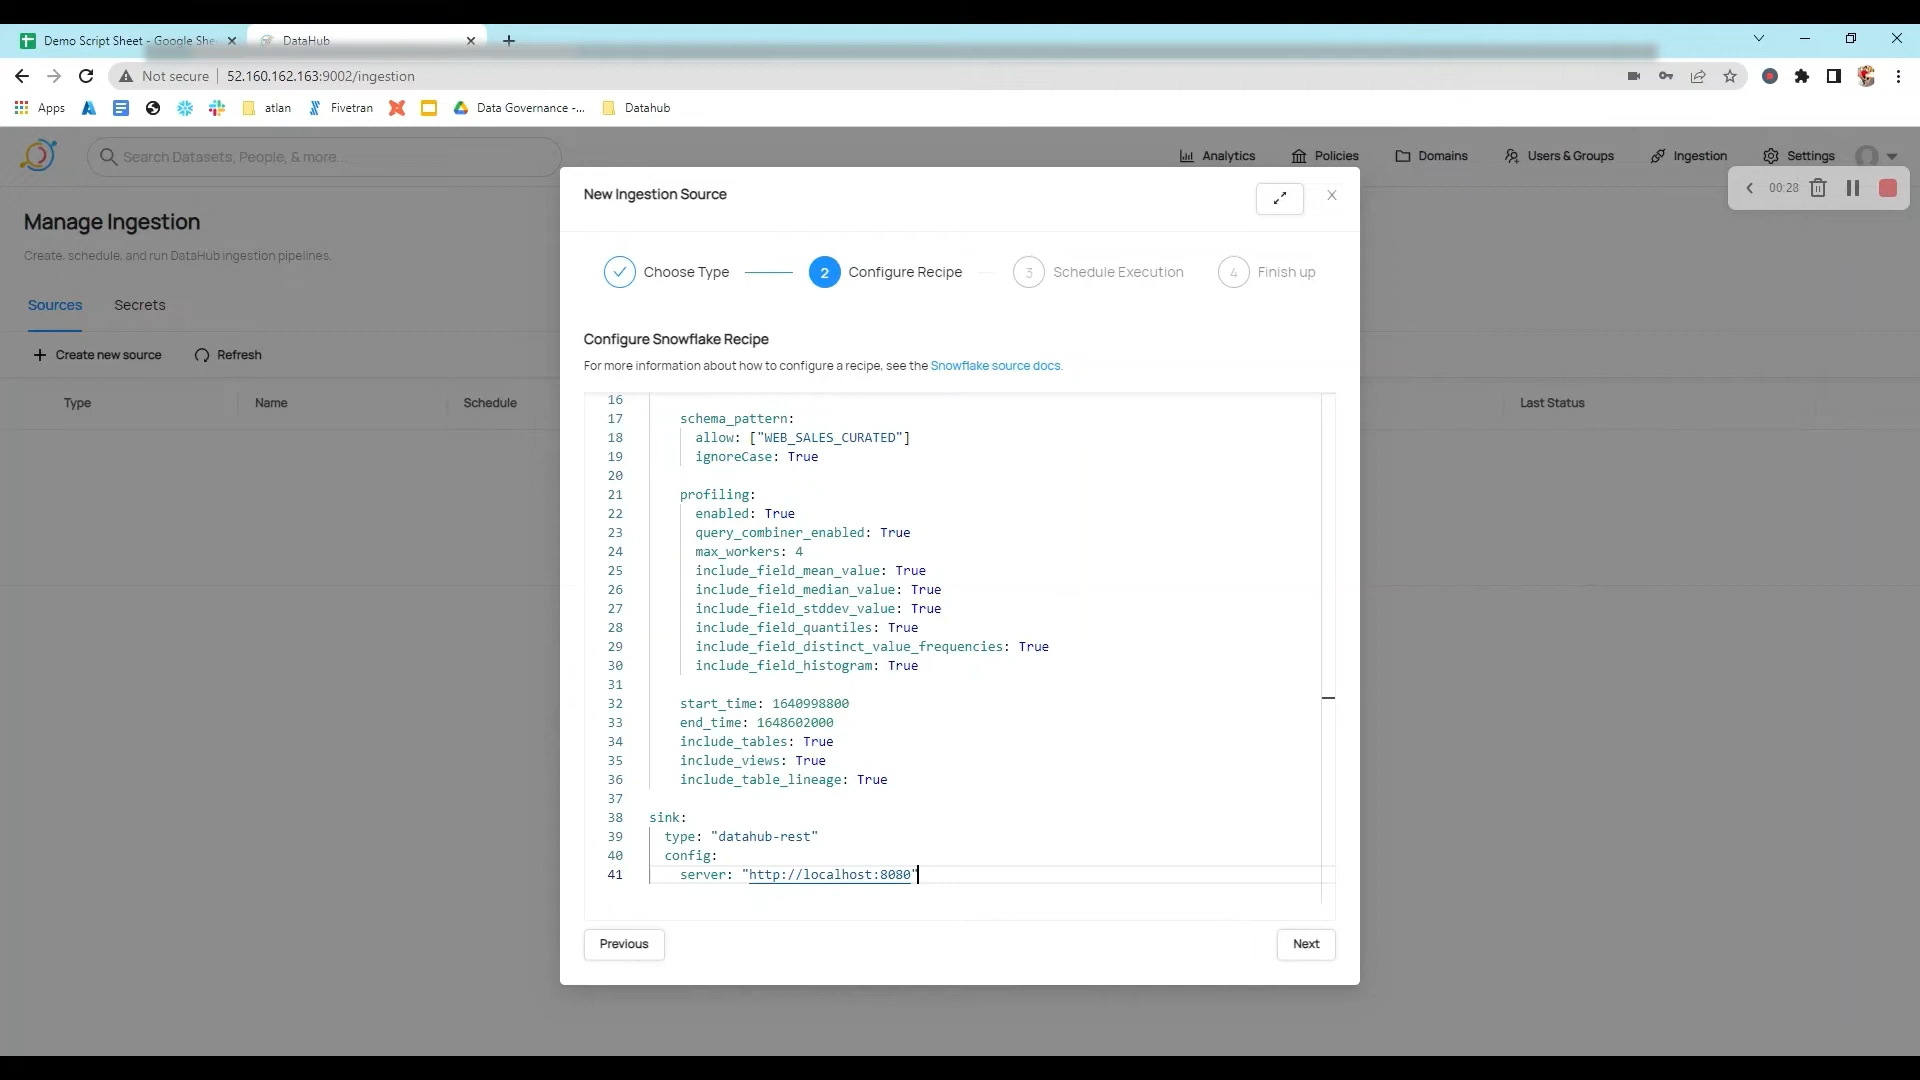 Demo Script Sheet - Google She
DataHub
Not secure
52.160.162.163:9002/ingestion
Apps
atlan
Fivetran
Data Governance -...
Datahub
Search Datasets, People, & more...
Analytics
Policies
Domains
Users & Groups
Ingestion
Settings
00:28
Manage Ingestion
Create, schedule, and run DataHub ingestion pipelines.
Sources
Secrets
Create new source
Refresh
Type
Name
Schedule
Last Status
New Ingestion Source
Choose Type
2 Configure Recipe
3 Schedule Execution
4 Finish up
Configure Snowflake Recipe
For more information about how to configure a recipe, see the Snowflake source docs.
16
17 schema_pattern:
18 allow: ["WEB_SALES_CURATED"]
19 ignoreCase: True
20
21 profiling:
22 enabled: True
23 query_combiner_enabled: True
24 max_workers: 4
25 include_field_mean_value: True
26 include_field_median_value: True
27 include_field_stddev_value: True
28 include_field_quantiles: True
29 include_field_distinct_value_frequencies: True
30 include_field_histogram: True
31
32 start_time: 1640998800
33 end_time: 1648602000
34 include_tables: True
35 include_views: True
36 include_table_lineage: True
37
38 sink:
39 type: "datahub-rest"
40 config:
41 server: "http://localhost:8080"
Previous
Next